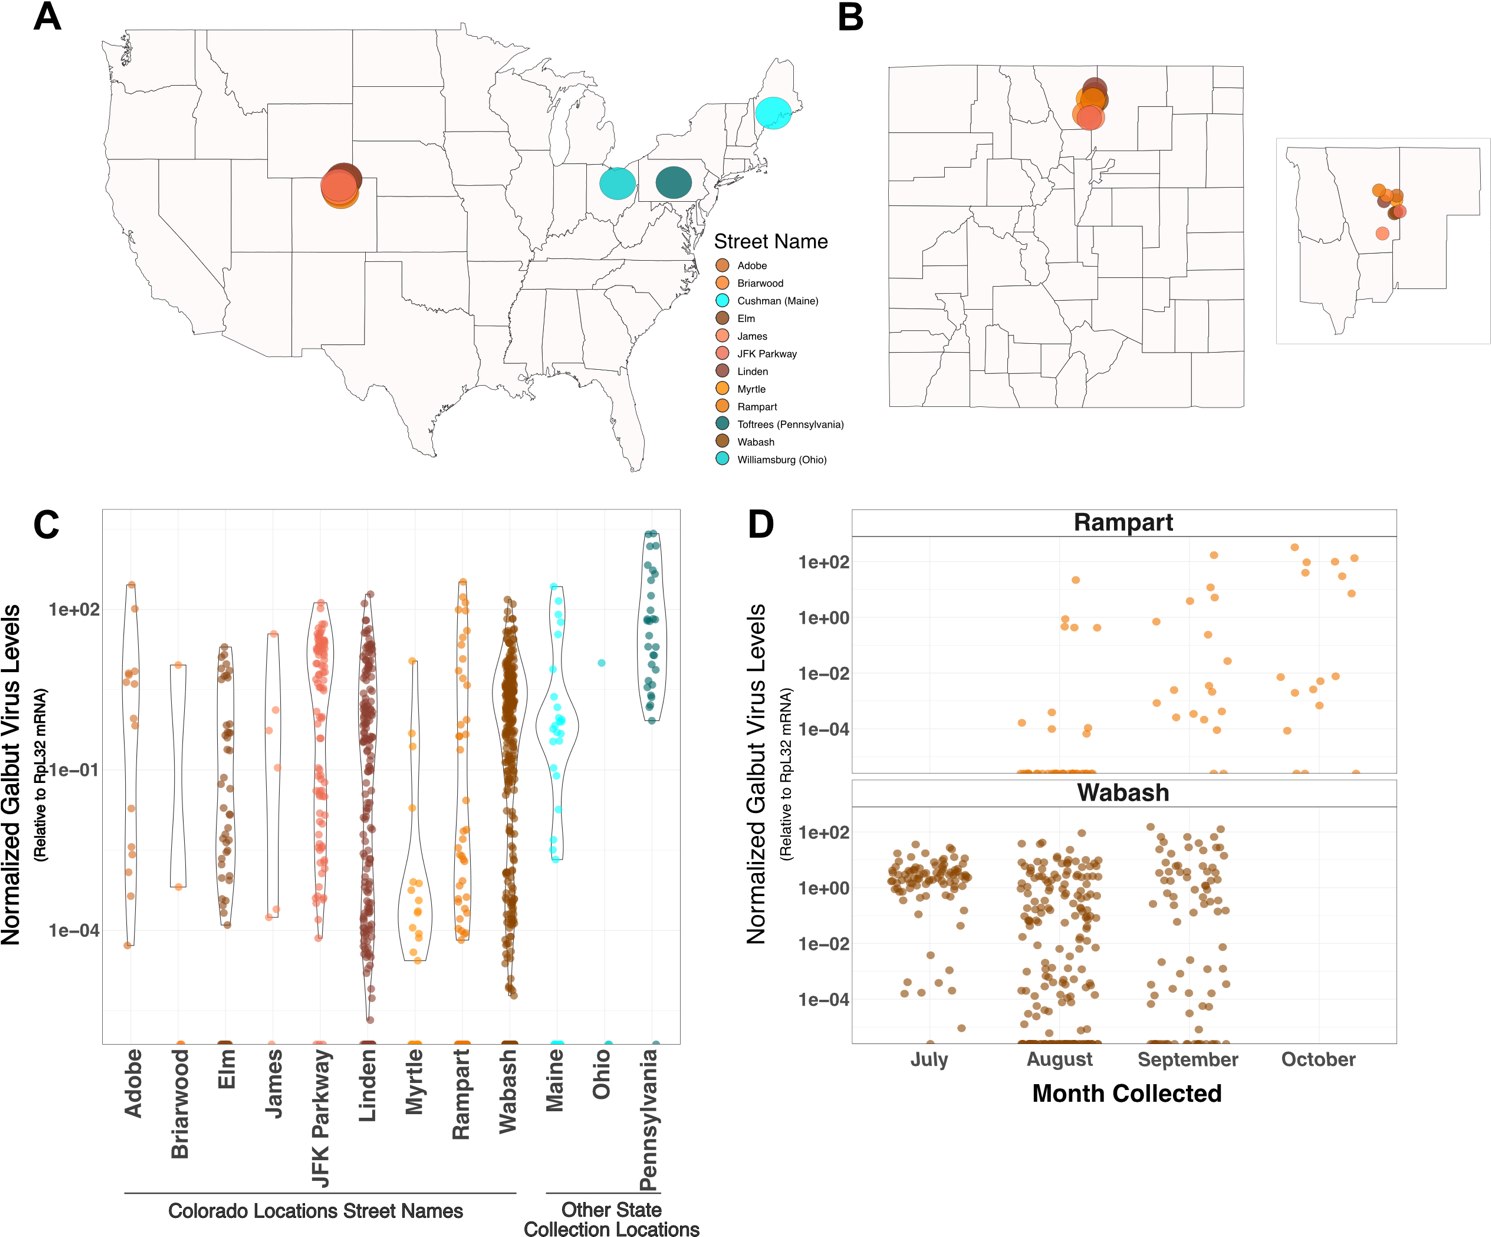 A
B
Street Name
Adobe
Briarwood
Cushman (Maine)
Elm
James
JFK Parkway
Linden
Myrtle
Rampart
Toftrees (Pennsylvania)
Wabash
Williamsburg (Ohio)
C
Normalized Galbut Virus Levels
(Relative to RpL32 mRNA)
1e+02
1e−01
1e−04
Adobe
Briarwood
Elm
James
JFK Parkway
Linden
Myrtle
Rampart
Wabash
Maine
Ohio
Pennsylvania
Colorado Locations Street Names
Other State
Collection Locations
D
Normalized Galbut Virus Levels
(Relative to RpL32 mRNA)
Rampart
1e+02
1e+00
1e−02
1e−04
Wabash
1e+02
1e+00
1e−02
1e−04
July
August
September
October
Month Collected